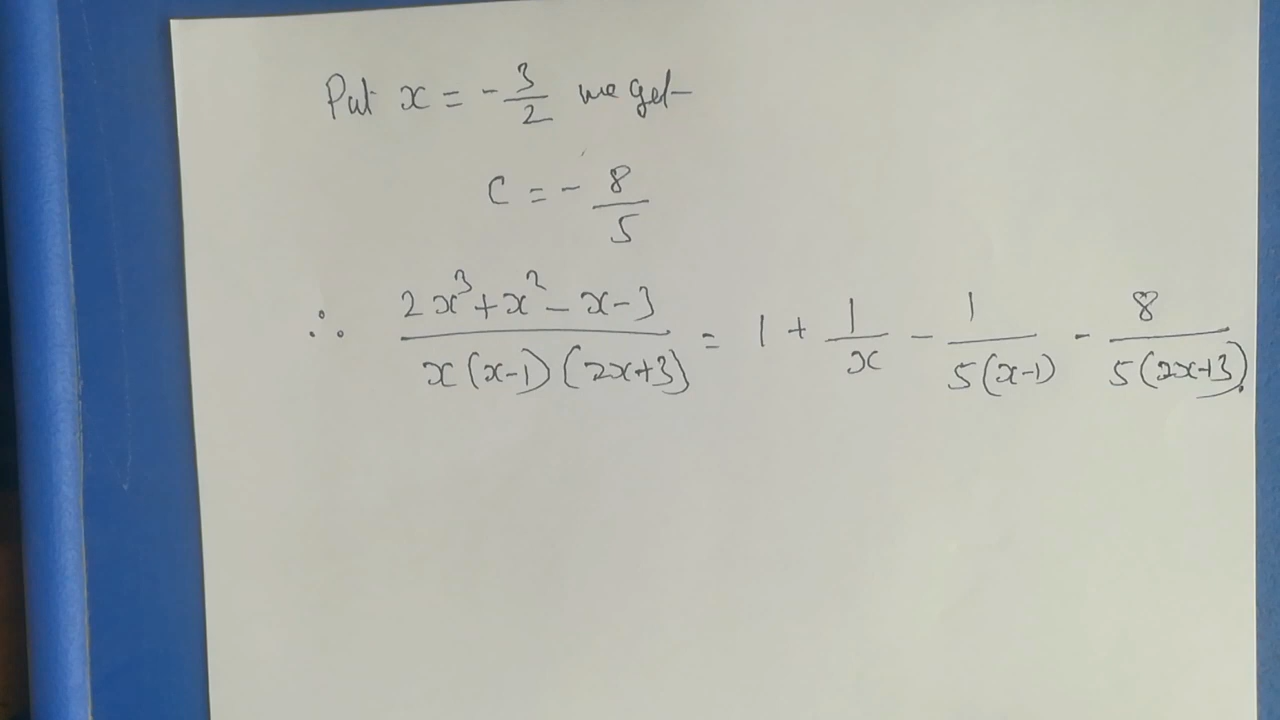 Put x = - 3/2 we get-
C = - 8/5
∴ (2x³+x²-x-3)/(x(x-1)(2x+3)) = 1 + 1/x - 1/(5(x-1)) - 8/(5(2x+3)).